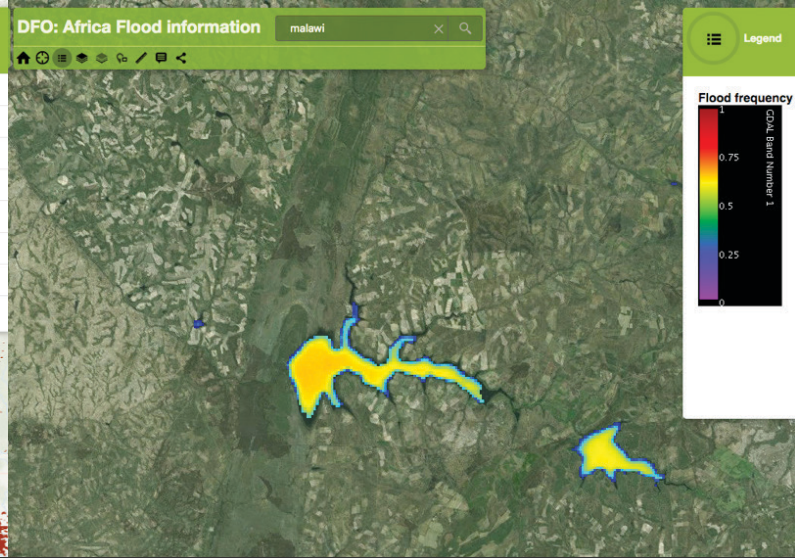 DFO: Africa Flood information
malawi
Legend
Flood frequency
1
0.75
0.5
0.25
0
GDAL Band Number 1